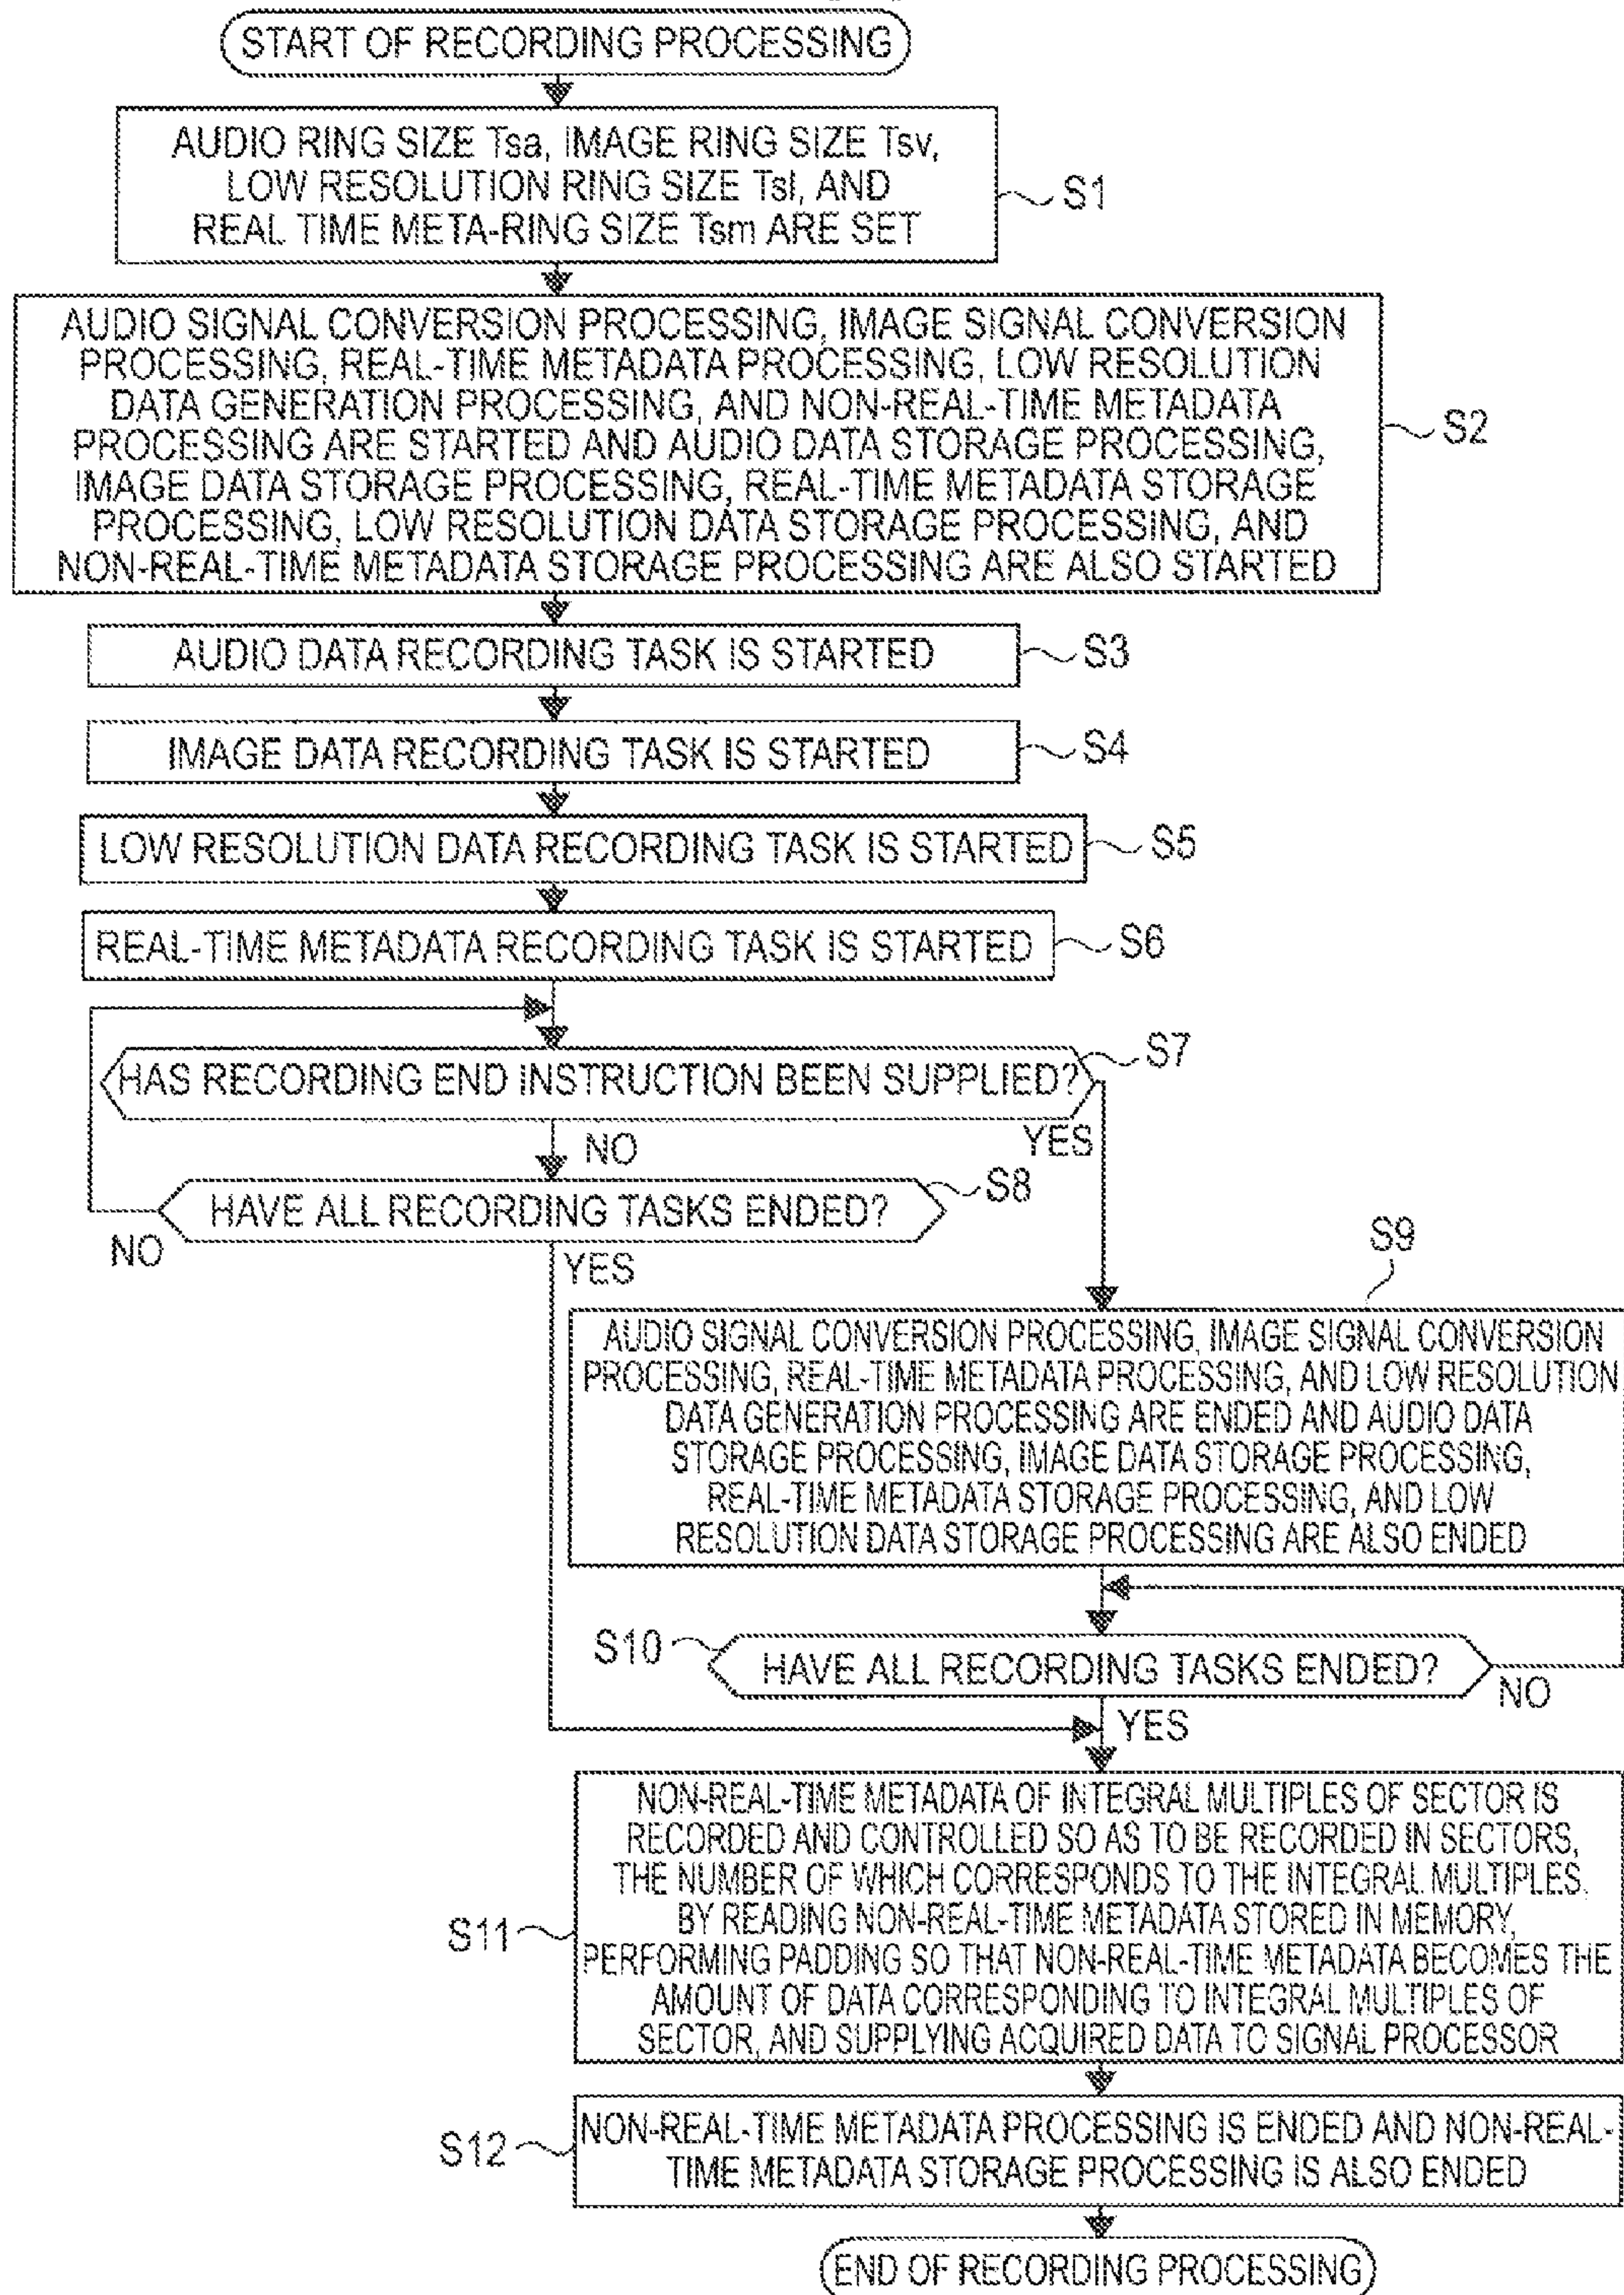 START OF RECORDING PROCESSING
AUDIO RING SIZE Tsa, IMAGE RING SIZE Tsv,
LOW RESOLUTION RING SIZE Tsl, AND
REAL TIME META-RING SIZE Tsm ARE SET
S1
AUDIO SIGNAL CONVERSION PROCESSING, IMAGE SIGNAL CONVERSION
PROCESSING, REAL-TIME METADATA PROCESSING, LOW RESOLUTION
DATA GENERATION PROCESSING, AND NON-REAL-TIME METADATA
PROCESSING ARE STARTED AND AUDIO DATA STORAGE PROCESSING,
IMAGE DATA STORAGE PROCESSING, REAL-TIME METADATA STORAGE
PROCESSING, LOW RESOLUTION DATA STORAGE PROCESSING, AND
NON-REAL-TIME METADATA STORAGE PROCESSING ARE ALSO STARTED
S2
AUDIO DATA RECORDING TASK IS STARTED
S3
IMAGE DATA RECORDING TASK IS STARTED
S4
LOW RESOLUTION DATA RECORDING TASK IS STARTED
S5
REAL-TIME METADATA RECORDING TASK IS STARTED
S6
HAS RECORDING END INSTRUCTION BEEN SUPPLIED?
S7
NO
YES
HAVE ALL RECORDING TASKS ENDED?
S8
NO
YES
S9
AUDIO SIGNAL CONVERSION PROCESSING, IMAGE SIGNAL CONVERSION
PROCESSING, REAL-TIME METADATA PROCESSING, AND LOW RESOLUTION
DATA GENERATION PROCESSING ARE ENDED AND AUDIO DATA
STORAGE PROCESSING, IMAGE DATA STORAGE PROCESSING,
REAL-TIME METADATA STORAGE PROCESSING, AND LOW
RESOLUTION DATA STORAGE PROCESSING ARE ALSO ENDED
S10
HAVE ALL RECORDING TASKS ENDED?
NO
YES
NON-REAL-TIME METADATA OF INTEGRAL MULTIPLES OF SECTOR IS
RECORDED AND CONTROLLED SO AS TO BE RECORDED IN SECTORS,
THE NUMBER OF WHICH CORRESPONDS TO THE INTEGRAL MULTIPLES,
BY READING NON-REAL-TIME METADATA STORED IN MEMORY,
PERFORMING PADDING SO THAT NON-REAL-TIME METADATA BECOMES THE
AMOUNT OF DATA CORRESPONDING TO INTEGRAL MULTIPLES OF
SECTOR, AND SUPPLYING ACQUIRED DATA TO SIGNAL PROCESSOR
S11
NON-REAL-TIME METADATA PROCESSING IS ENDED AND NON-REAL-
TIME METADATA STORAGE PROCESSING IS ALSO ENDED
S12
END OF RECORDING PROCESSING